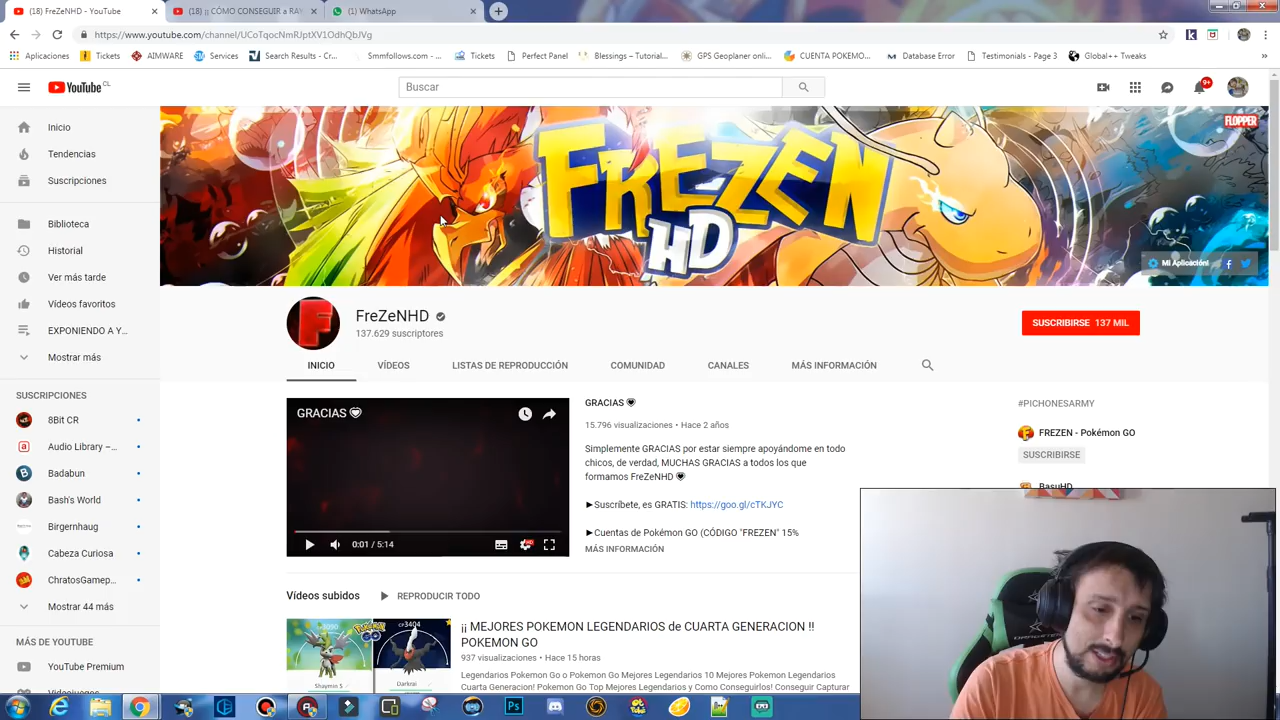 (18) FreZeNHD - YouTube
(18) ¡¡ CÓMO CONSEGUIR a RAY
(1) WhatsApp
https://www.youtube.com/channel/UCoTqocNmRJptXV1OdhQbJVg
Aplicaciones
Tickets
AIMWARE
Services
Search Results - Cr...
Smmfollows.com - ...
Tickets
Perfect Panel
Blessings – Tutorial...
GPS Geoplaner onlin...
CUENTA POKEMO...
Database Error
Testimonials - Page 3
Global++ Tweaks
YouTube CL
Buscar
9+
Inicio
Tendencias
Suscripciones
Biblioteca
Historial
Ver más tarde
Vídeos favoritos
EXPONIENDO A Y...
Mostrar más
SUSCRIPCIONES
8Bit CR
Audio Library –...
Badabun
Bash's World
Birgernhaug
Cabeza Curiosa
ChratosGamep...
Mostrar 44 más
MÁS DE YOUTUBE
YouTube Premium
Videojuegos
FREZEN
HD
FLOPPER
Mi Aplicación!
FreZeNHD
137.629 suscriptores
SUSCRIBIRSE 137 MIL
INICIO
VÍDEOS
LISTAS DE REPRODUCCIÓN
COMUNIDAD
CANALES
MÁS INFORMACIÓN
GRACIAS 🖤
0:01 / 5:14
GRACIAS 🖤
15.796 visualizaciones • Hace 2 años
Simplemente GRACIAS por estar siempre apoyándome en todo
chicos, de verdad, MUCHAS GRACIAS a todos los que
formamos FreZeNHD 🖤
►Suscríbete, es GRATIS: https://goo.gl/cTKJYC
►Cuentas de Pokémon GO (CÓDIGO "FREZEN" 15%
MÁS INFORMACIÓN
#PICHONESARMY
FREZEN - Pokémon GO
SUSCRIBIRSE
BasuHD
Vídeos subidos
REPRODUCIR TODO
CP3404
Shaymin S
Darkrai
¡¡ MEJORES POKEMON LEGENDARIOS de CUARTA GENERACION !!
POKEMON GO
937 visualizaciones • Hace 15 horas
Legendarios Pokemon Go o Pokemon Go Mejores Legendarios 10 Mejores Pokemon Legendarios
Cuarta Generacion! Pokemon Go Top Mejores Legendarios y Como Conseguirlos! Conseguir Capturar